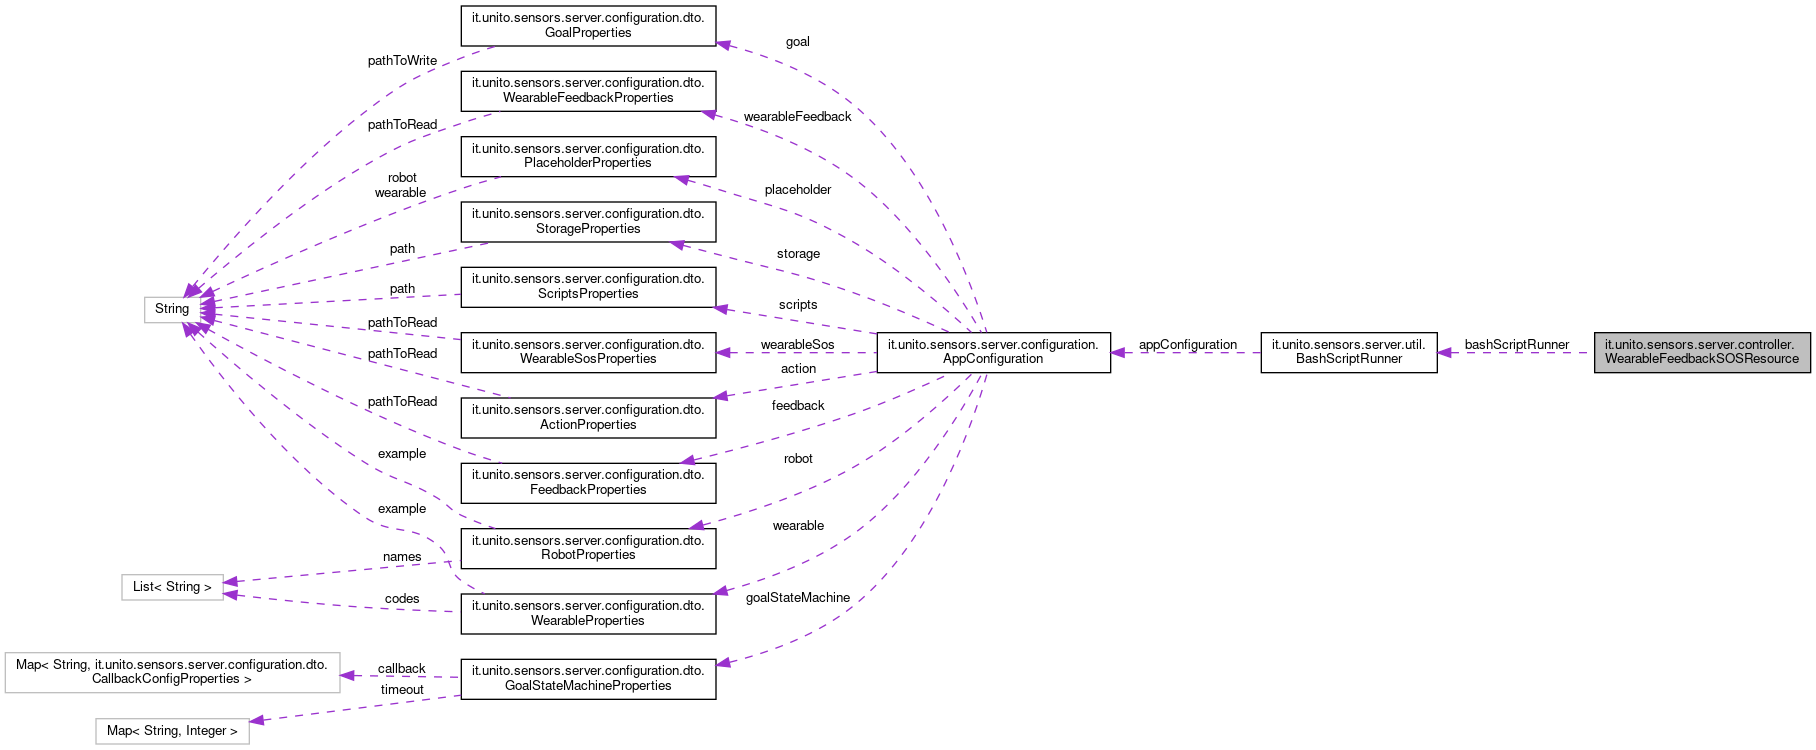 it.unito.sensors.server.configuration.dto.
GoalProperties
goal
pathToWrite
it.unito.sensors.server.configuration.dto.
WearableFeedbackProperties
wearableFeedback
pathToRead
it.unito.sensors.server.configuration.dto.
PlaceholderProperties
placeholder
robot
wearable
it.unito.sensors.server.configuration.dto.
StorageProperties
storage
path
it.unito.sensors.server.configuration.dto.
ScriptsProperties
scripts
path
String
it.unito.sensors.server.configuration.dto.
WearableSosProperties
wearableSos
pathToRead
it.unito.sensors.server.configuration.
AppConfiguration
appConfiguration
it.unito.sensors.server.util.
BashScriptRunner
bashScriptRunner
it.unito.sensors.server.controller.
WearableFeedbackSOSResource
action
pathToRead
it.unito.sensors.server.configuration.dto.
ActionProperties
feedback
pathToRead
it.unito.sensors.server.configuration.dto.
FeedbackProperties
robot
example
it.unito.sensors.server.configuration.dto.
RobotProperties
wearable
example
names
List< String >
codes
it.unito.sensors.server.configuration.dto.
WearableProperties
goalStateMachine
Map< String, it.unito.sensors.server.configuration.dto.
CallbackConfigProperties >
callback
it.unito.sensors.server.configuration.dto.
GoalStateMachineProperties
timeout
Map< String, Integer >